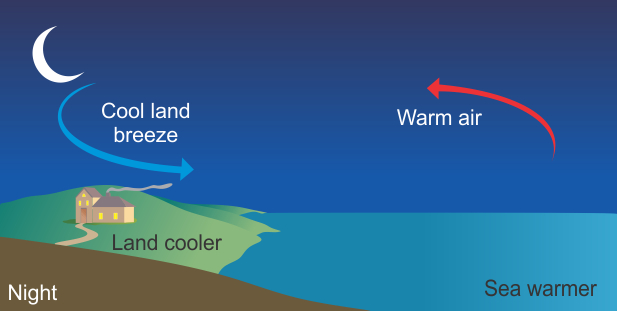 Cool land
breeze
Warm air
Land cooler
Sea warmer
Night